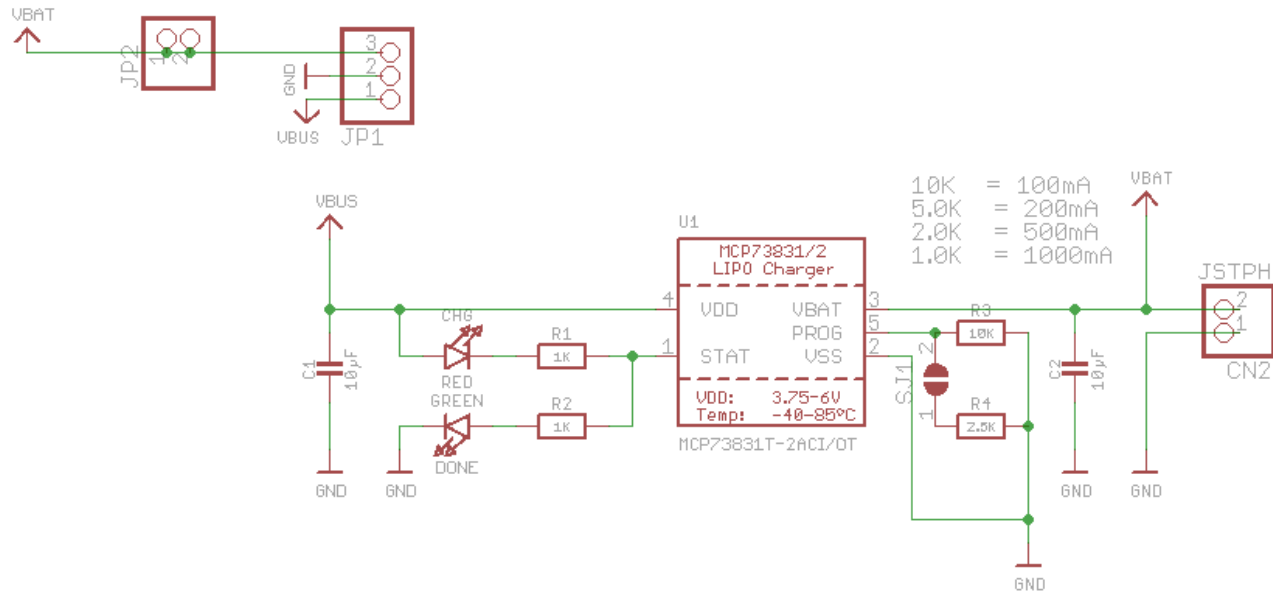 VBAT
JP2
1
2
3
2
1
GND
VBUS
JP1
VBUS
10K = 100mA
5.0K = 200mA
2.0K = 500mA
1.0K = 1000mA
VBAT
U1
MCP73831/2
LIPO Charger
4 VDD VBAT 3
PROG 5
1 STAT VSS 2
VDD: 3.75-6V
Temp: -40-85°C
MCP73831T-2ACI/OT
CHG
RED
GREEN
DONE
R1
1K
R2
1K
C1
10µF
GND
GND
R3
10K
SJ1
2
1
R4
2.5K
C2
10µF
JSTPH
2
1
CN2
GND
GND
GND